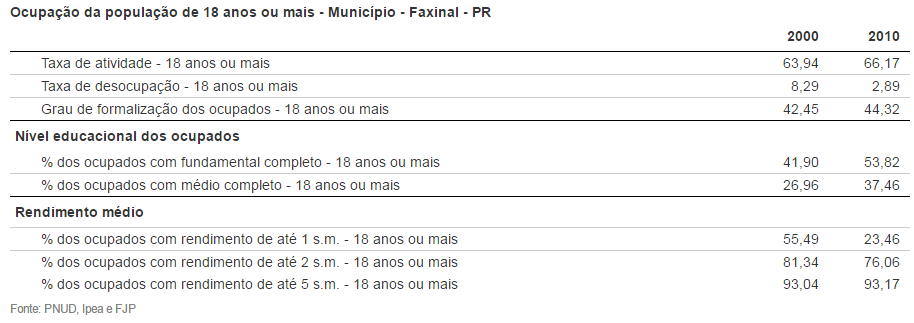 Ocupação da população de 18 anos ou mais - Município - Faxinal - PR
2000 2010
Taxa de atividade - 18 anos ou mais 63,94 66,17
Taxa de desocupação - 18 anos ou mais 8,29 2,89
Grau de formalização dos ocupados - 18 anos ou mais 42,45 44,32
Nível educacional dos ocupados
% dos ocupados com fundamental completo - 18 anos ou mais 41,90 53,82
% dos ocupados com médio completo - 18 anos ou mais 26,96 37,46
Rendimento médio
% dos ocupados com rendimento de até 1 s.m. - 18 anos ou mais 55,49 23,46
% dos ocupados com rendimento de até 2 s.m. - 18 anos ou mais 81,34 76,06
% dos ocupados com rendimento de até 5 s.m. - 18 anos ou mais 93,04 93,17
Fonte: PNUD, Ipea e FJP